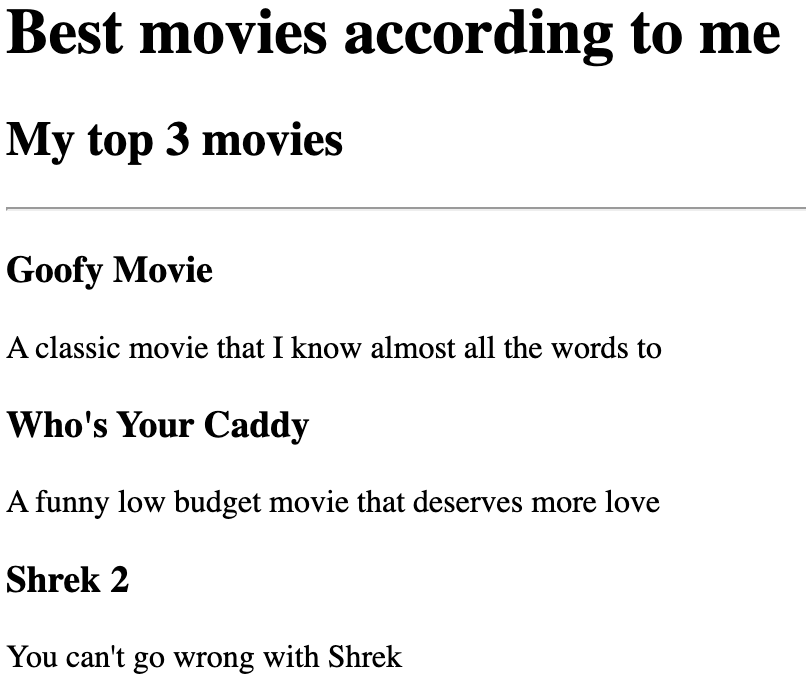 Best movies according to me
My top 3 movies
Goofy Movie
A classic movie that I know almost all the words to
Who's Your Caddy
A funny low budget movie that deserves more love
Shrek 2
You can't go wrong with Shrek